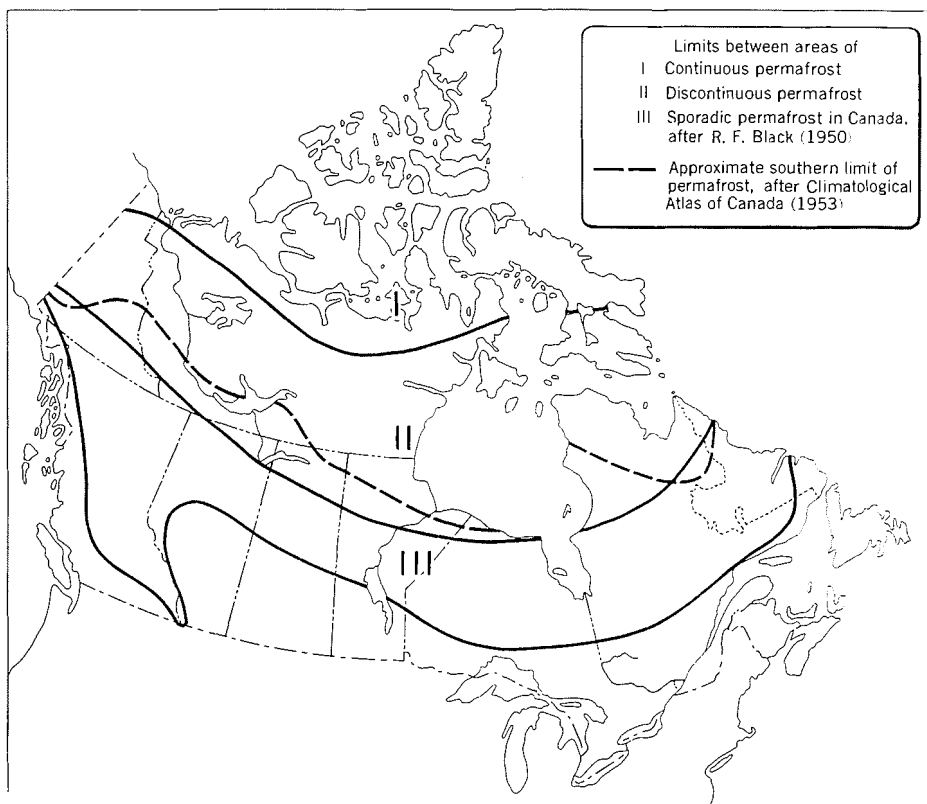 Limits between areas of
I Continuous permafrost
II Discontinuous permafrost
III Sporadic permafrost in Canada,
after R. F. Black (1950)
Approximate southern limit of
permafrost, after Climatological
Atlas of Canada (1953)
I
II
III